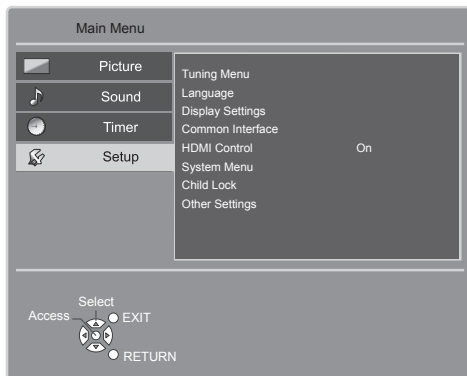 Main Menu
Picture
Sound
Timer
Setup
Tuning Menu
Language
Display Settings
Common Interface
HDMI Control On
System Menu
Child Lock
Other Settings
Select
Access
EXIT
RETURN